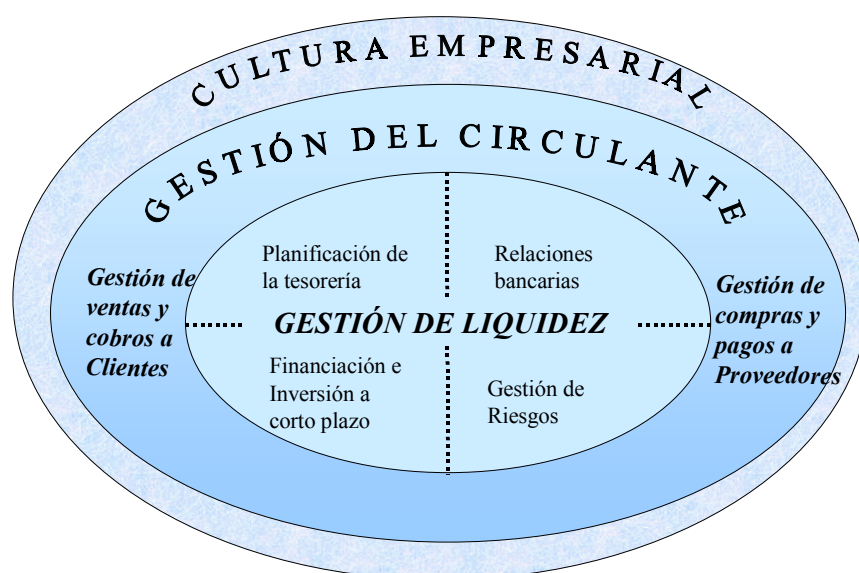 CULTURA EMPRESARIAL
GESTIÓN DEL CIRCULANTE
Planificación de
la tesorería
Relaciones
bancarias
Gestión de
ventas y
cobros a
Clientes
GESTIÓN DE LIQUIDEZ
Gestión de
compras y
pagos a
Proveedores
Financiación e
Inversión a
corto plazo
Gestión de
Riesgos